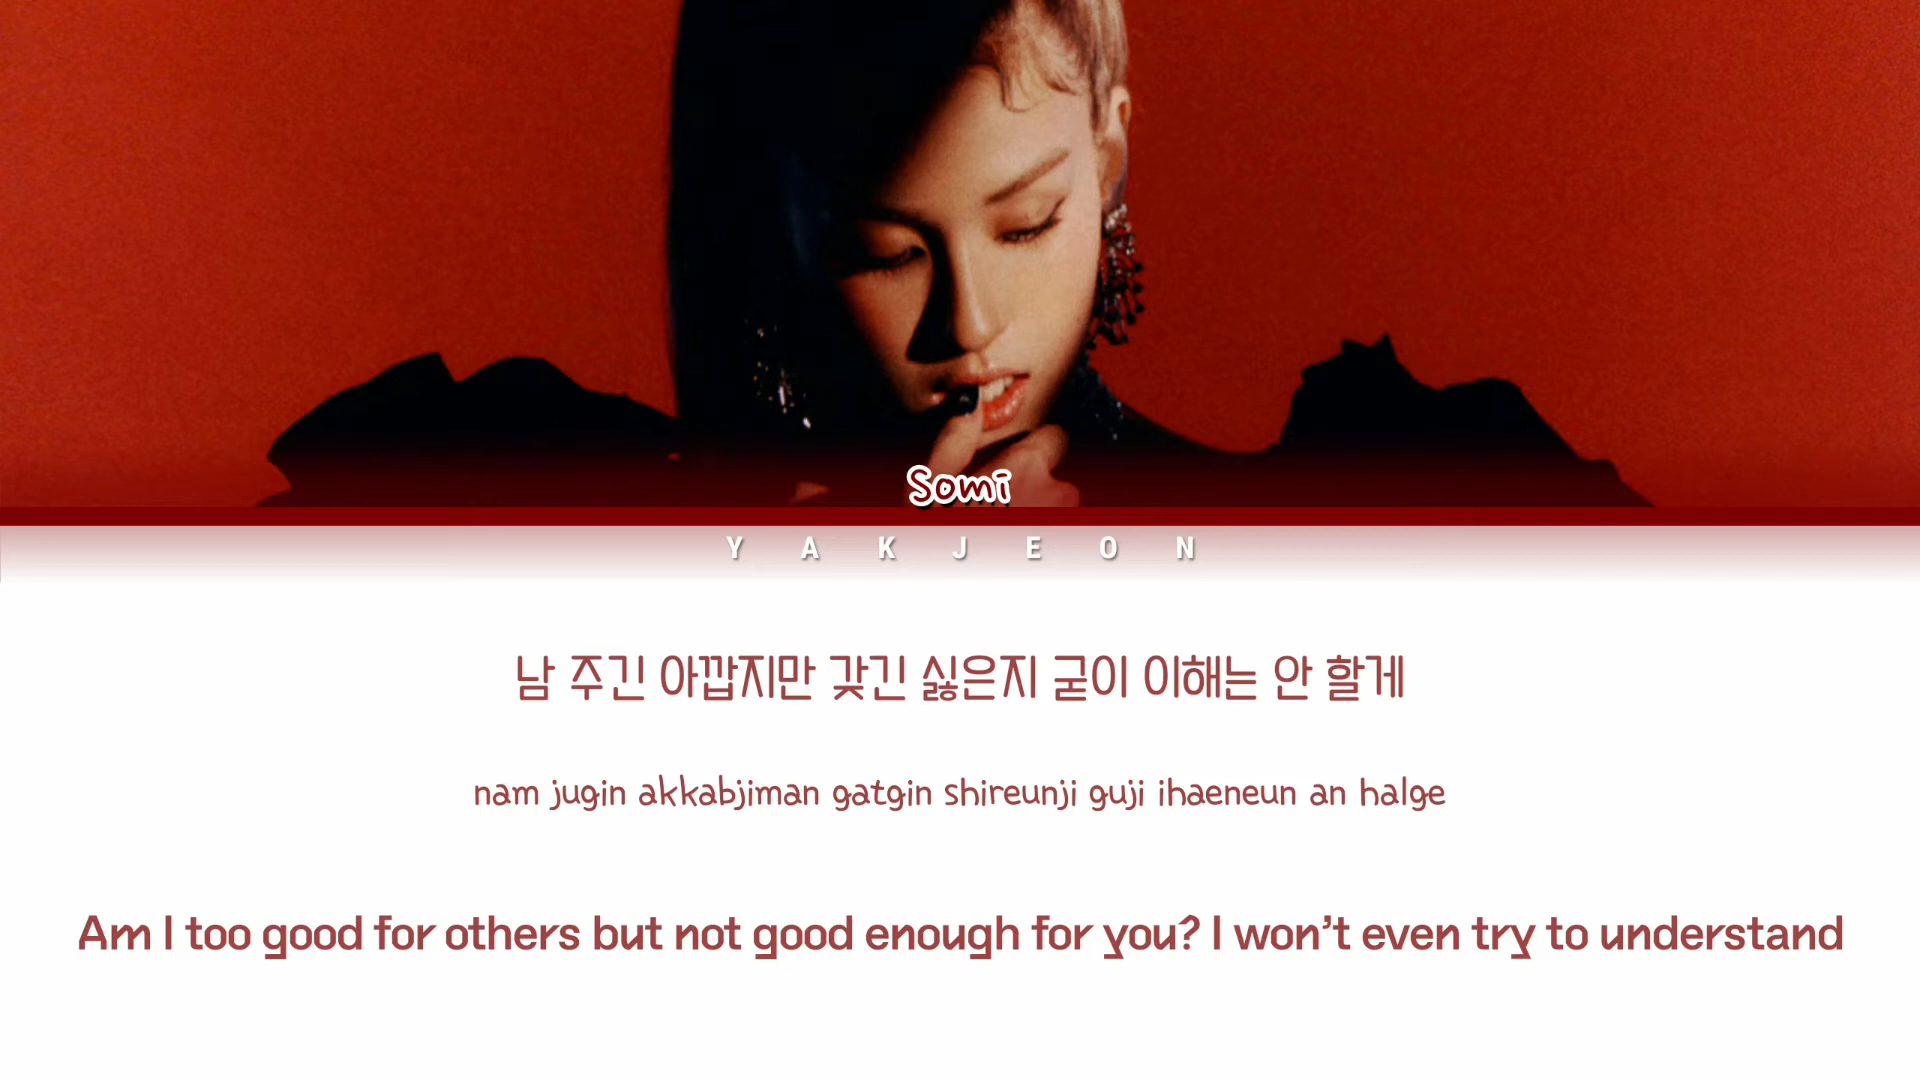 Somi
YAKJEON
남 주긴 아깝지만 갖긴 싫은지 굳이 이해는 안 할게
nam jugin akkabjiman gatgin shireunji guji ihaeneun an halge
Am I too good for others but not good enough for you? I won’t even try to understand